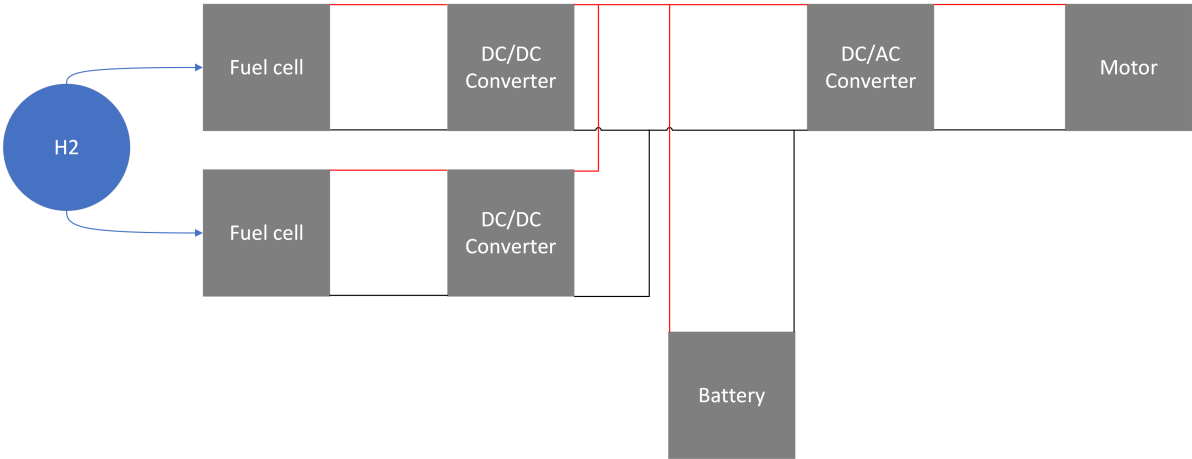 Fuel cell
DC/DC
Converter
DC/AC
Converter
Motor
H2
Fuel cell
DC/DC
Converter
Battery